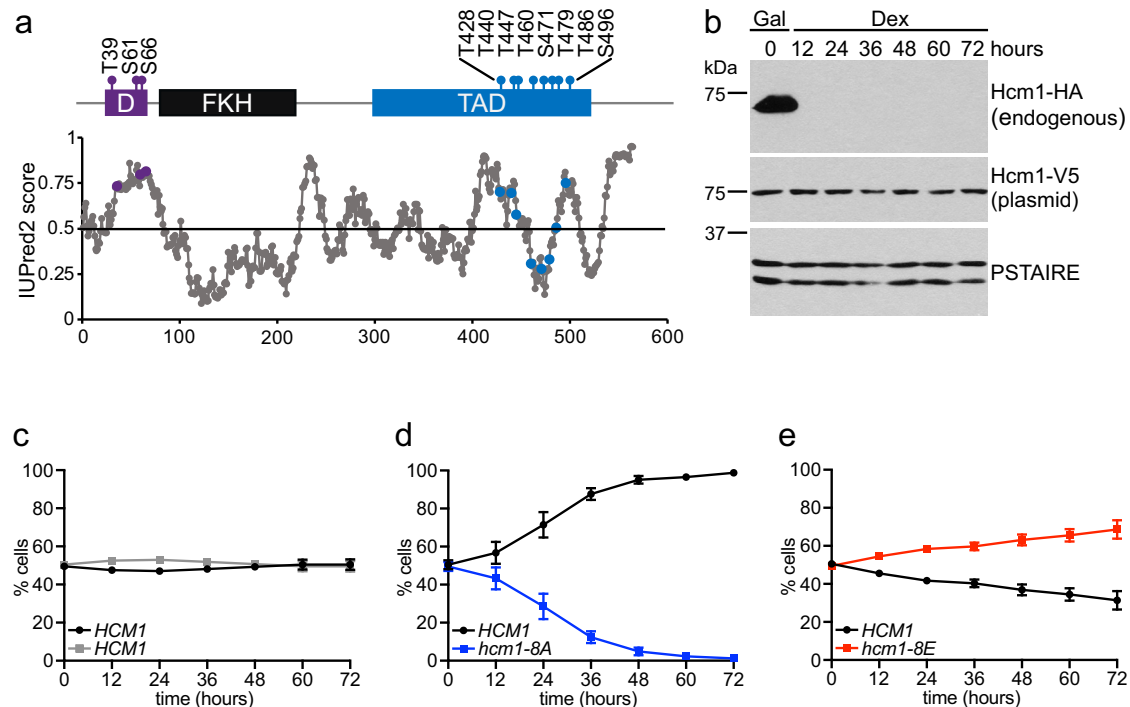 a
T39
S61
S66
T428
T440
T447
T460
S471
T479
T486
S496
D
FKH
TAD
IUPred2 score
1
0.75
0.5
0.25
0
0 100 200 300 400 500 600
b
Gal Dex
0 12 24 36 48 60 72 hours
kDa
75
Hcm1-HA
(endogenous)
75
Hcm1-V5
(plasmid)
37
PSTAIRE
c
% cells
100
80
60
40
20
0
HCM1
HCM1
0 12 24 36 48 60 72
time (hours)
d
% cells
100
80
60
40
20
0
HCM1
hcm1-8A
0 12 24 36 48 60 72
time (hours)
e
% cells
100
80
60
40
20
0
HCM1
hcm1-8E
0 12 24 36 48 60 72
time (hours)